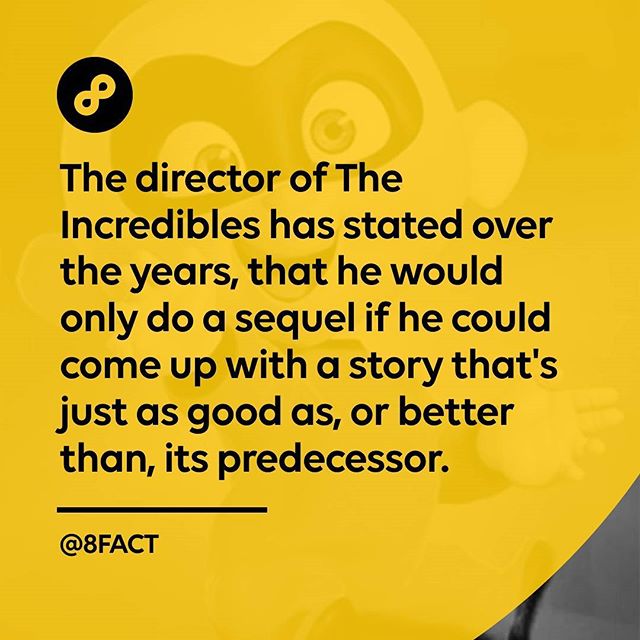 The director of The
Incredibles has stated over
the years, that he would
only do a sequel if he could
come up with a story that's
just as good as, or better
than, its predecessor.
@8FACT